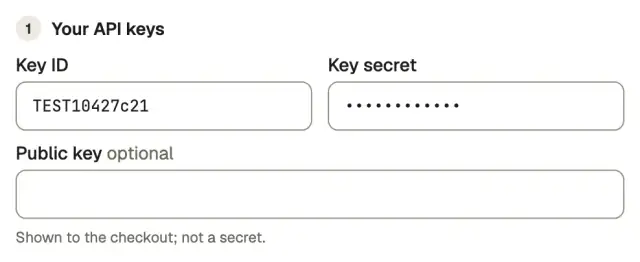 1 Your API keys
Key ID Key secret
TEST10427c21 ••••••••••••
Public key optional
Shown to the checkout; not a secret.